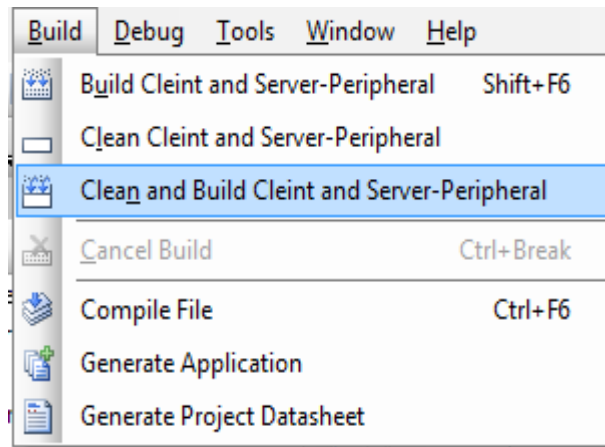 Build Debug Tools Window Help
Build Cleint and Server-Peripheral Shift+F6
Clean Cleint and Server-Peripheral
Clean and Build Cleint and Server-Peripheral
Cancel Build Ctrl+Break
Compile File Ctrl+F6
Generate Application
Generate Project Datasheet